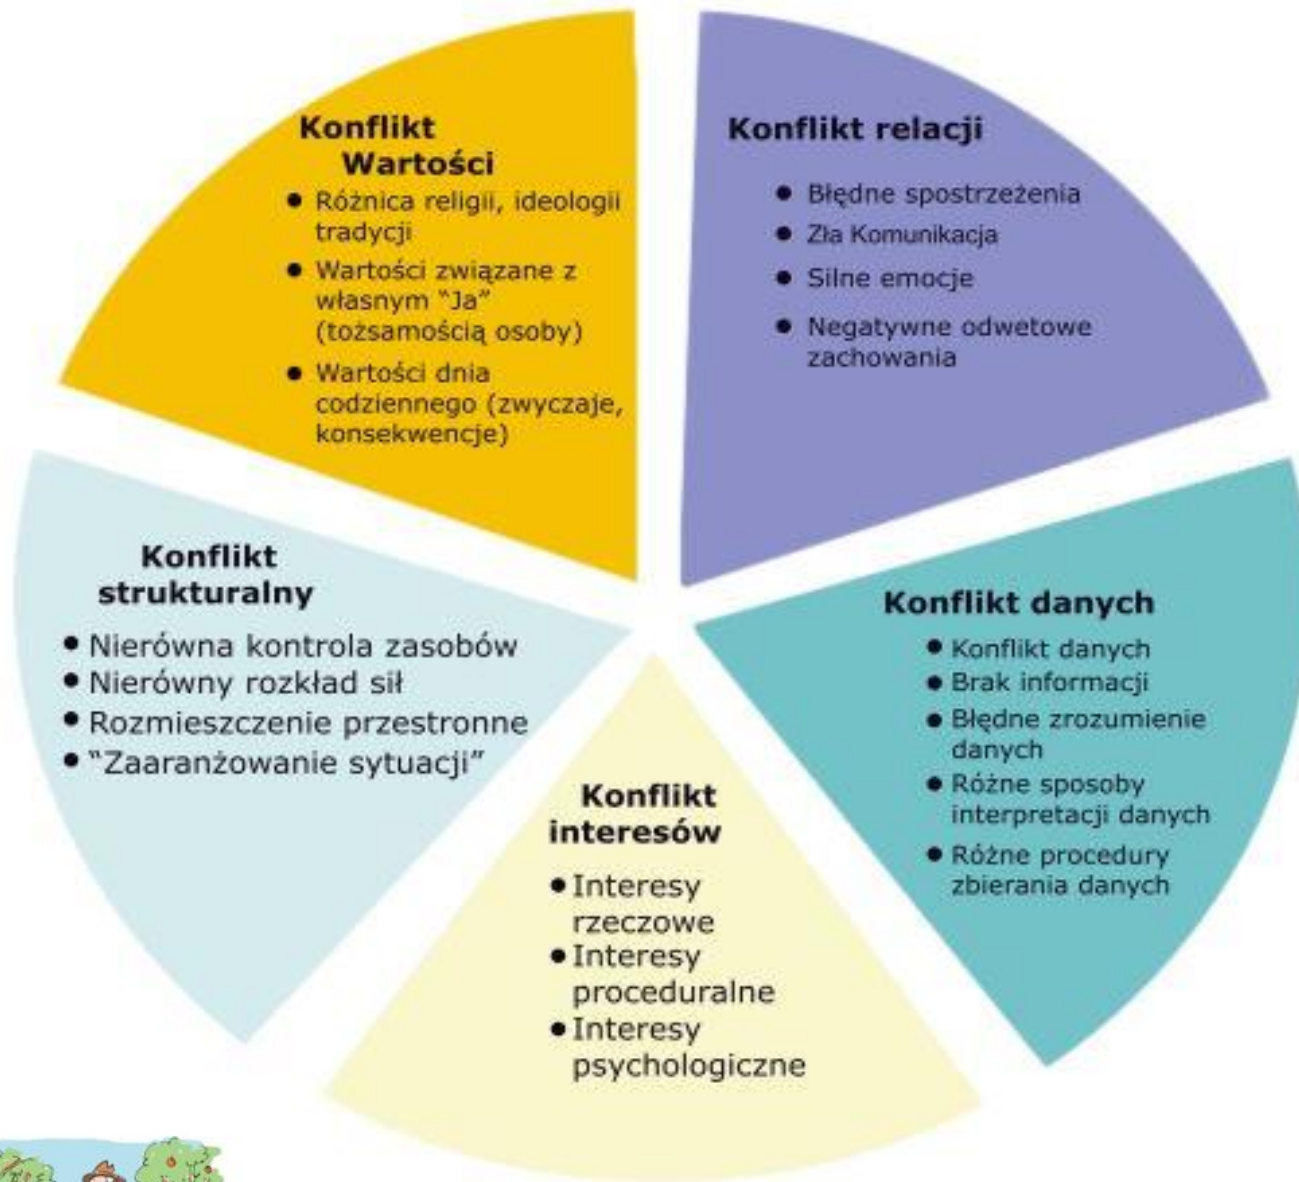 Konflikt
Wartości
• Różnica religii, ideologii
tradycji
• Wartości związane z
własnym "Ja"
(tożsamością osoby)
• Wartości dnia
codziennego (zwyczaje,
konsekwencje)
Konflikt relacji
• Błędne spostrzeżenia
• Zła Komunikacja
• Silne emocje
• Negatywne odwetowe
zachowania
Konflikt danych
• Konflikt danych
• Brak informacji
• Błędne zrozumienie
danych
• Różne sposoby
interpretacji danych
• Różne procedury
zbierania danych
Konflikt
interesów
• Interesy
rzeczowe
• Interesy
proceduralne
• Interesy
psychologiczne
Konflikt
strukturalny
• Nierówna kontrola zasobów
• Nierówny rozkład sił
• Rozmieszczenie przestronne
• "Zaaranżowanie sytuacji"